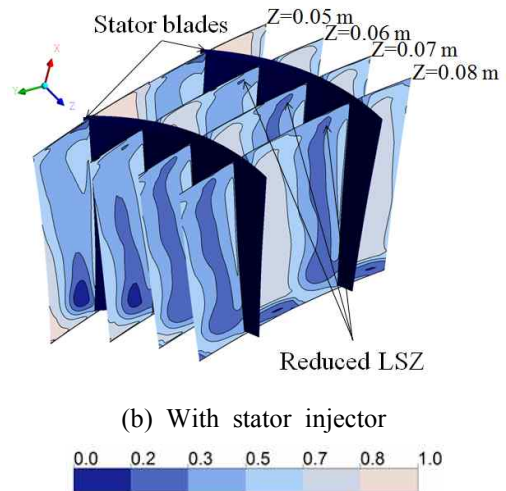 Stator blades
Z=0.05 m
Z=0.06 m
Z=0.07 m
Z=0.08 m
X
Y
Z
Reduced LSZ
(b) With stator injector
0.0 0.2 0.3 0.5 0.7 0.8 1.0